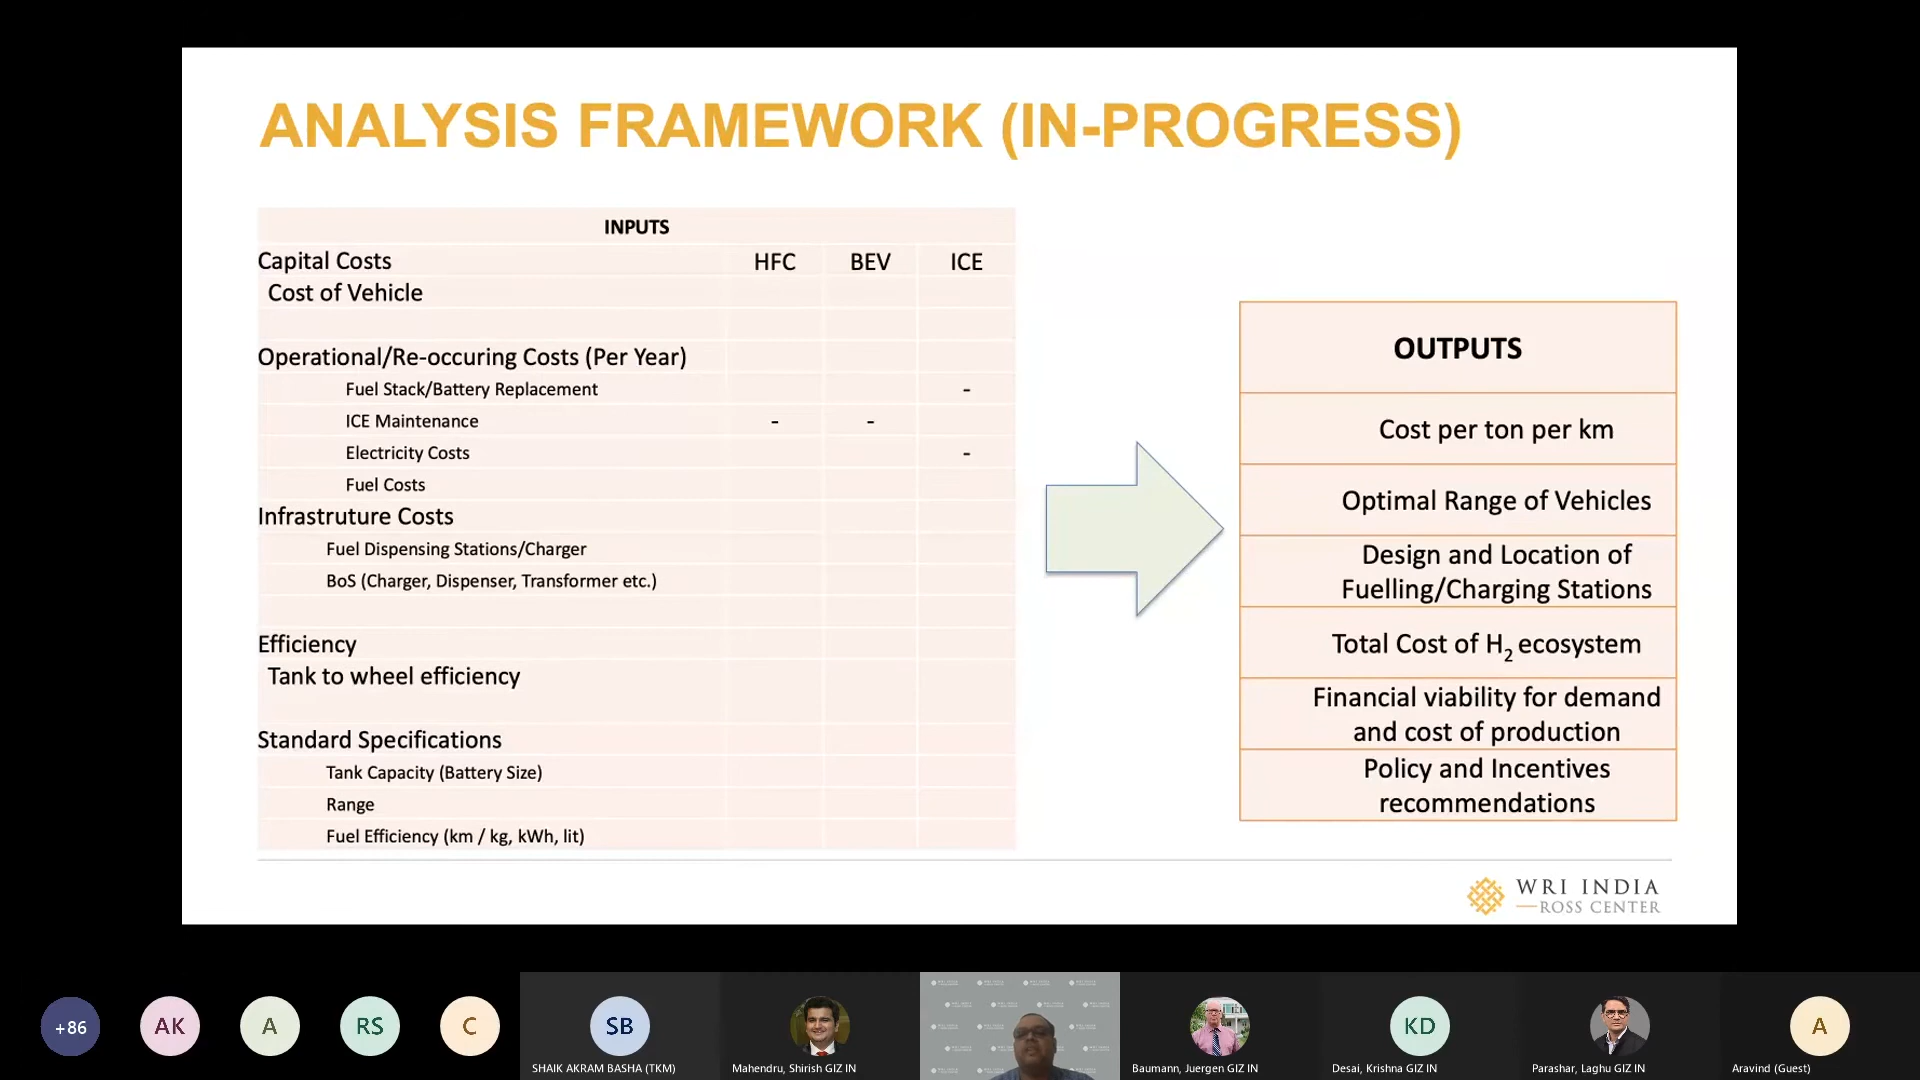 ANALYSIS FRAMEWORK (IN-PROGRESS)
INPUTS
Capital Costs HFC BEV ICE
Cost of Vehicle
Operational/Re-occuring Costs (Per Year)
Fuel Stack/Battery Replacement -
ICE Maintenance - -
Electricity Costs -
Fuel Costs
Infrastruture Costs
Fuel Dispensing Stations/Charger
BoS (Charger, Dispenser, Transformer etc.)
Efficiency
Tank to wheel efficiency
Standard Specifications
Tank Capacity (Battery Size)
Range
Fuel Efficiency (km / kg, kWh, lit)
OUTPUTS
Cost per ton per km
Optimal Range of Vehicles
Design and Location of
Fuelling/Charging Stations
Total Cost of H₂ ecosystem
Financial viability for demand
and cost of production
Policy and Incentives
recommendations
WRI INDIA
ROSS CENTER
+86 AK A RS C SB KD A
SHAIK AKRAM BASHA (TKM) Mahendru, Shirish GIZ IN Baumann, Juergen GIZ IN Desai, Krishna GIZ IN Parashar, Laghu GIZ IN Aravind (Guest)